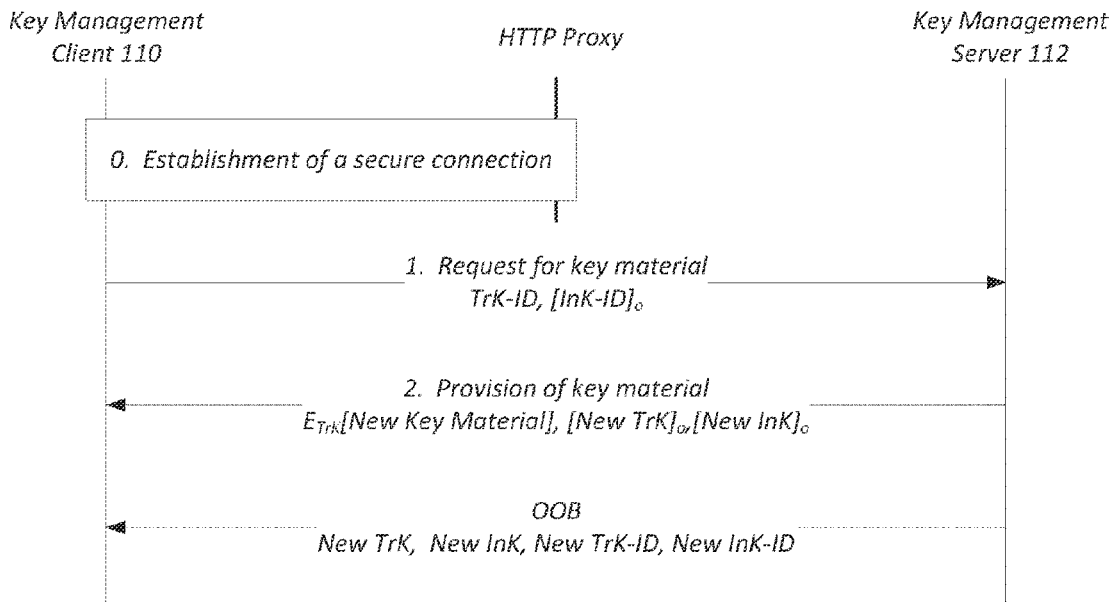 Key Management
Client 110
HTTP Proxy
Key Management
Server 112
0. Establishment of a secure connection
1. Request for key material
TrK-ID, [InK-ID]o
2. Provision of key material
ETrK[New Key Material], [New TrK]o,[New InK]o
OOB
New TrK, New InK, New TrK-ID, New InK-ID